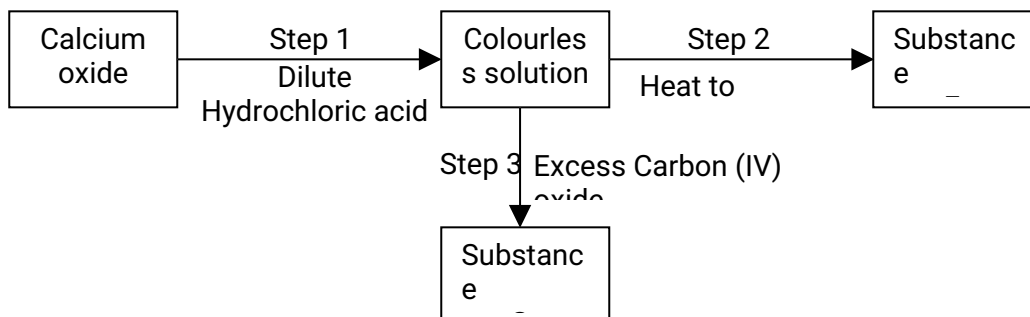 Calcium
oxide
Step 1
Dilute
Hydrochloric acid
Colourles
s solution
Step 2
Heat to
Substanc
e
Step 3
Excess Carbon (IV)
oxide
Substanc
e